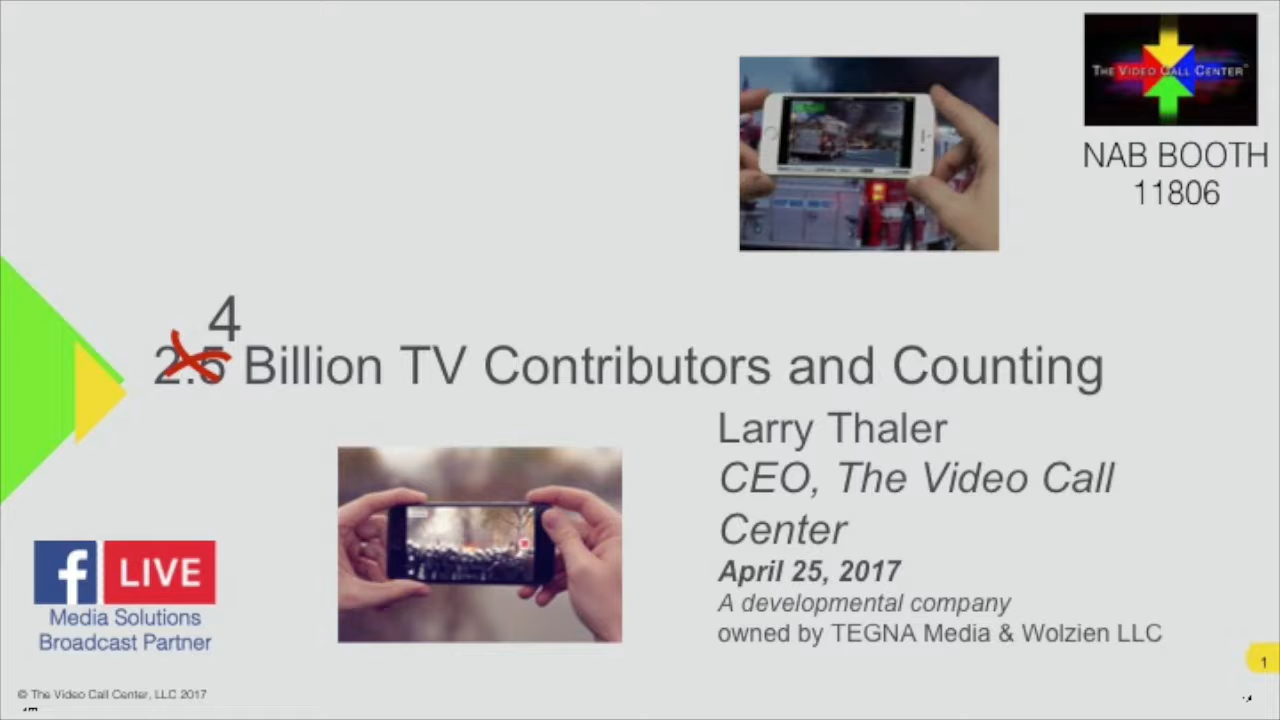 THE VIDEO CALL CENTER™
NAB BOOTH
11806
4
2.5 Billion TV Contributors and Counting
Larry Thaler
CEO, The Video Call
Center
April 25, 2017
A developmental company
owned by TEGNA Media & Wolzien LLC
f LIVE
Media Solutions
Broadcast Partner
1
© The Video Call Center, LLC 2017